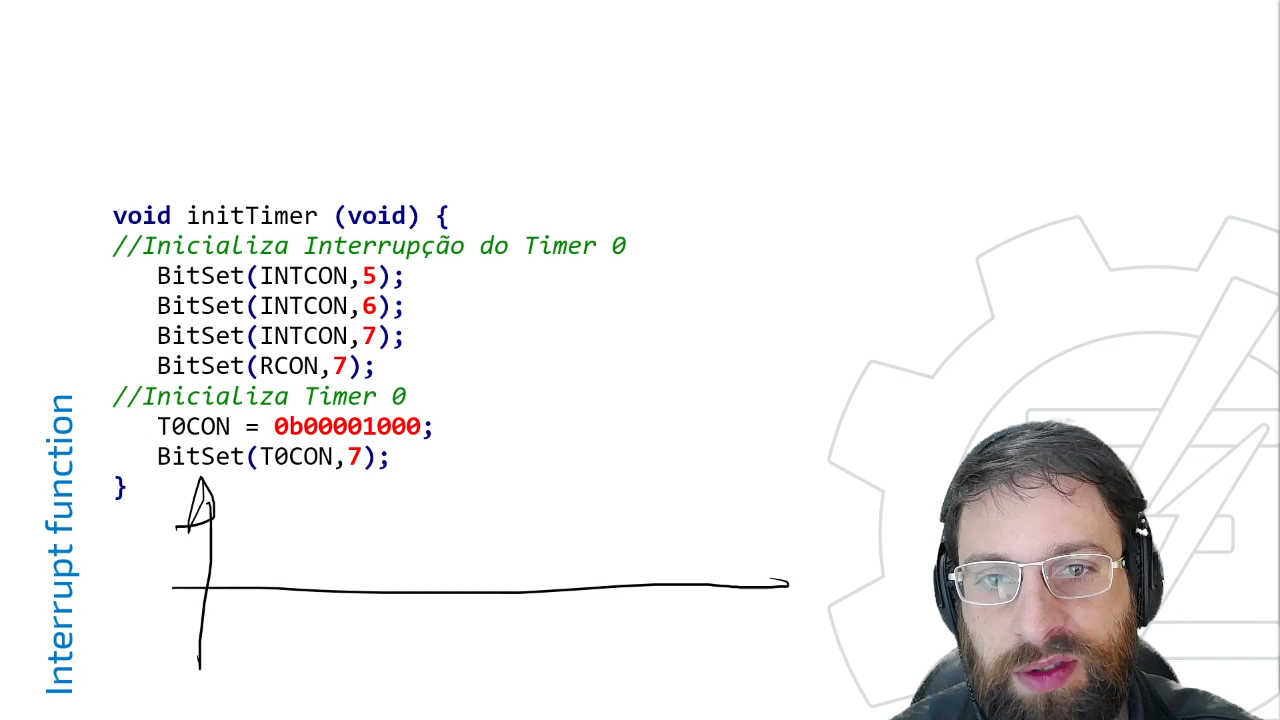 void initTimer (void) {
//Inicializa Interrupção do Timer 0
BitSet(INTCON,5);
BitSet(INTCON,6);
BitSet(INTCON,7);
BitSet(RCON,7);
//Inicializa Timer 0
T0CON = 0b00001000;
BitSet(T0CON,7);
}
Interrupt function